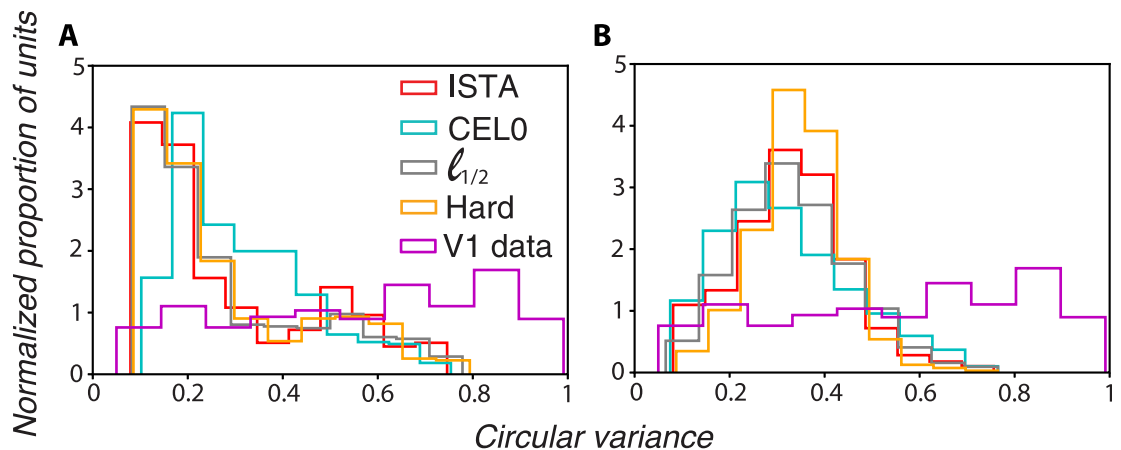 Normalized proportion of units
A
5
4
3
2
1
0
0
0.2
0.4
0.6
0.8
1
ISTA
CEL0
ℓ1/2
Hard
V1 data
B
5
4
3
2
1
0
0
0.2
0.4
0.6
0.8
1
Circular variance